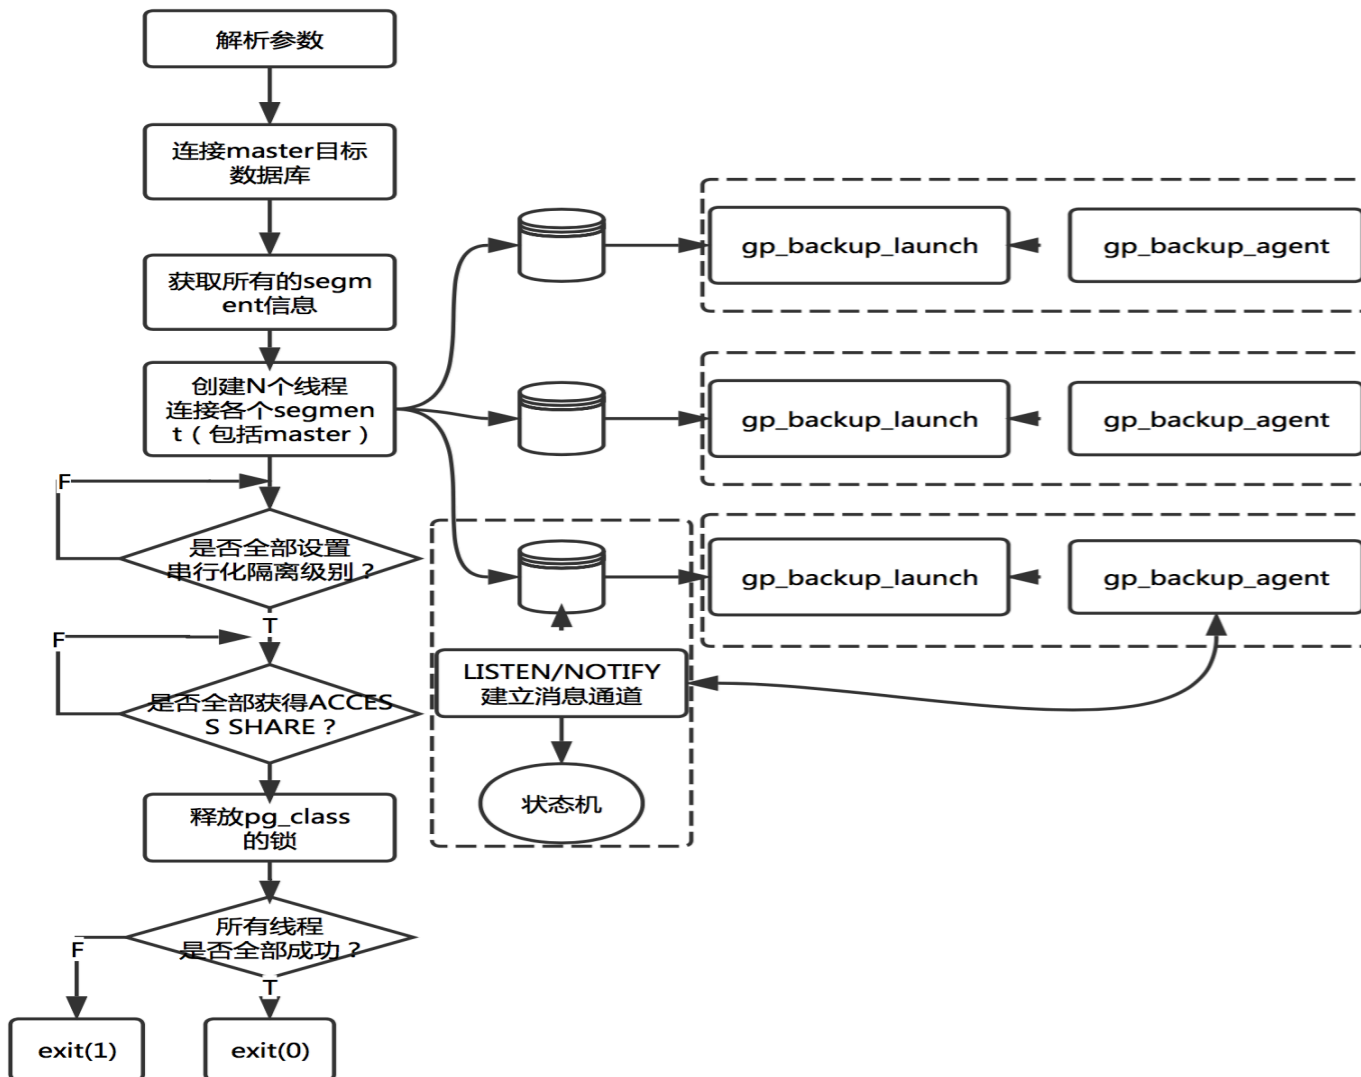 解析参数
连接master目标
数据库
获取所有的segm
ent信息
创建N个线程
连接各个segmen
t（包括master）
F
是否全部设置
串行化隔离级别？
T
F
是否全部获得ACCES
S SHARE？
释放pg_class
的锁
所有线程
是否全部成功？
F
T
exit(1)
exit(0)
gp_backup_launch
gp_backup_agent
gp_backup_launch
gp_backup_agent
gp_backup_launch
gp_backup_agent
LISTEN/NOTIFY
建立消息通道
状态机